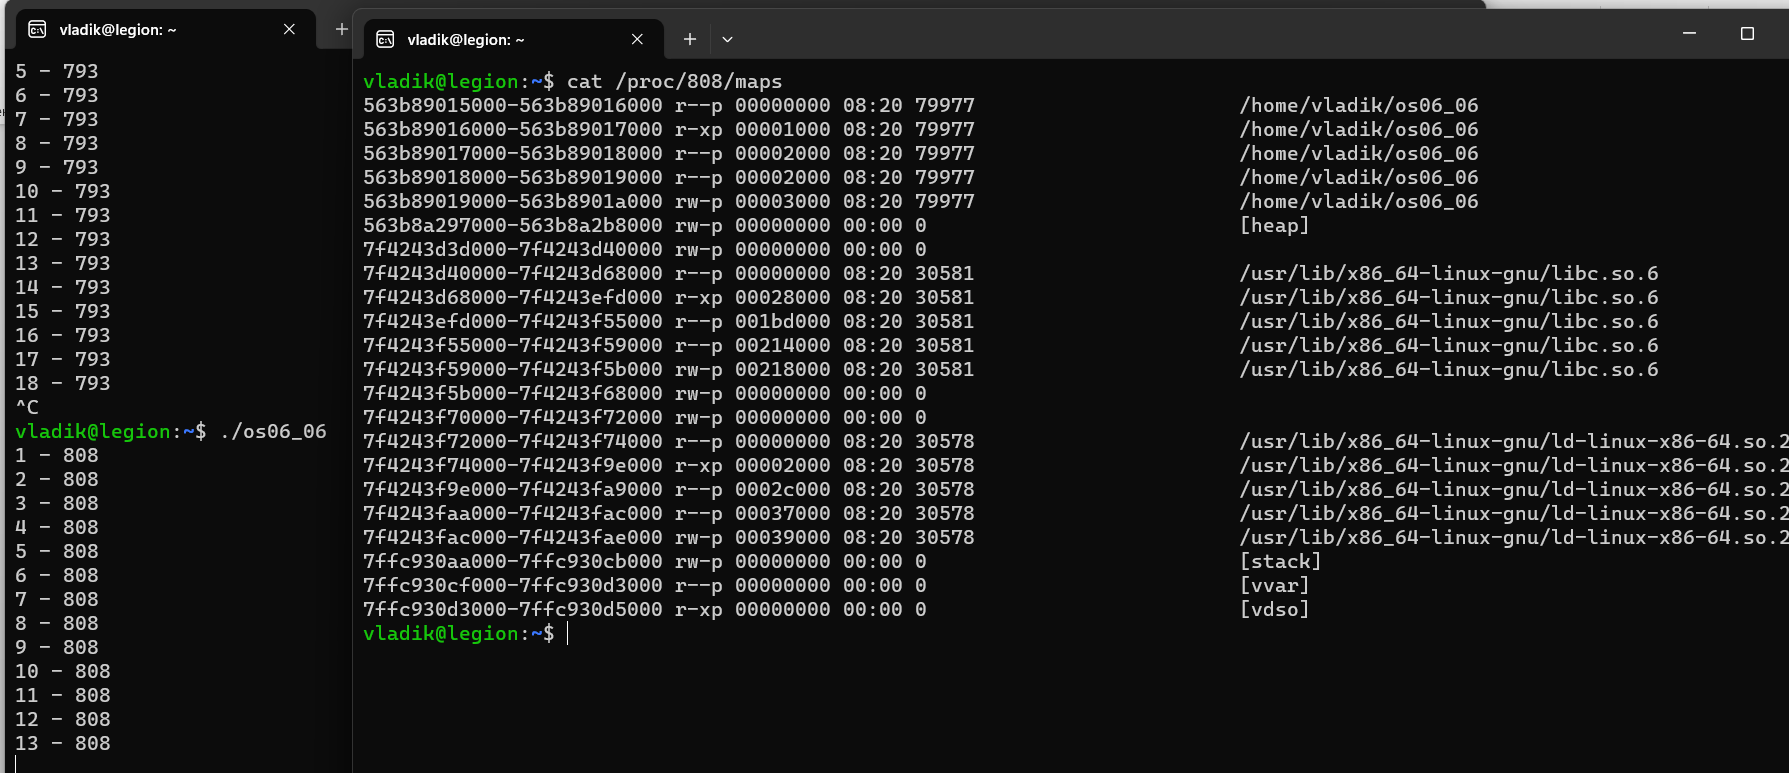 vladik@legion: ~
5 - 793
6 - 793
7 - 793
8 - 793
9 - 793
10 - 793
11 - 793
12 - 793
13 - 793
14 - 793
15 - 793
16 - 793
17 - 793
18 - 793
^C
vladik@legion:~$ ./os06_06
1 - 808
2 - 808
3 - 808
4 - 808
5 - 808
6 - 808
7 - 808
8 - 808
9 - 808
10 - 808
11 - 808
12 - 808
13 - 808
vladik@legion: ~
vladik@legion:~$ cat /proc/808/maps
563b89015000-563b89016000 r--p 00000000 08:20 79977 /home/vladik/os06_06
563b89016000-563b89017000 r-xp 00001000 08:20 79977 /home/vladik/os06_06
563b89017000-563b89018000 r--p 00002000 08:20 79977 /home/vladik/os06_06
563b89018000-563b89019000 r--p 00002000 08:20 79977 /home/vladik/os06_06
563b89019000-563b8901a000 rw-p 00003000 08:20 79977 /home/vladik/os06_06
563b8a297000-563b8a2b8000 rw-p 00000000 00:00 0 [heap]
7f4243d3d000-7f4243d40000 rw-p 00000000 00:00 0
7f4243d40000-7f4243d68000 r--p 00000000 08:20 30581 /usr/lib/x86_64-linux-gnu/libc.so.6
7f4243d68000-7f4243efd000 r-xp 00028000 08:20 30581 /usr/lib/x86_64-linux-gnu/libc.so.6
7f4243efd000-7f4243f55000 r--p 001bd000 08:20 30581 /usr/lib/x86_64-linux-gnu/libc.so.6
7f4243f55000-7f4243f59000 r--p 00214000 08:20 30581 /usr/lib/x86_64-linux-gnu/libc.so.6
7f4243f59000-7f4243f5b000 rw-p 00218000 08:20 30581 /usr/lib/x86_64-linux-gnu/libc.so.6
7f4243f5b000-7f4243f68000 rw-p 00000000 00:00 0
7f4243f70000-7f4243f72000 rw-p 00000000 00:00 0
7f4243f72000-7f4243f74000 r--p 00000000 08:20 30578 /usr/lib/x86_64-linux-gnu/ld-linux-x86-64.so.2
7f4243f74000-7f4243f9e000 r-xp 00002000 08:20 30578 /usr/lib/x86_64-linux-gnu/ld-linux-x86-64.so.2
7f4243f9e000-7f4243fa9000 r--p 0002c000 08:20 30578 /usr/lib/x86_64-linux-gnu/ld-linux-x86-64.so.2
7f4243faa000-7f4243fac000 r--p 00037000 08:20 30578 /usr/lib/x86_64-linux-gnu/ld-linux-x86-64.so.2
7f4243fac000-7f4243fae000 rw-p 00039000 08:20 30578 /usr/lib/x86_64-linux-gnu/ld-linux-x86-64.so.2
7ffc930aa000-7ffc930cb000 rw-p 00000000 00:00 0 [stack]
7ffc930cf000-7ffc930d3000 r--p 00000000 00:00 0 [vvar]
7ffc930d3000-7ffc930d5000 r-xp 00000000 00:00 0 [vdso]
vladik@legion:~$